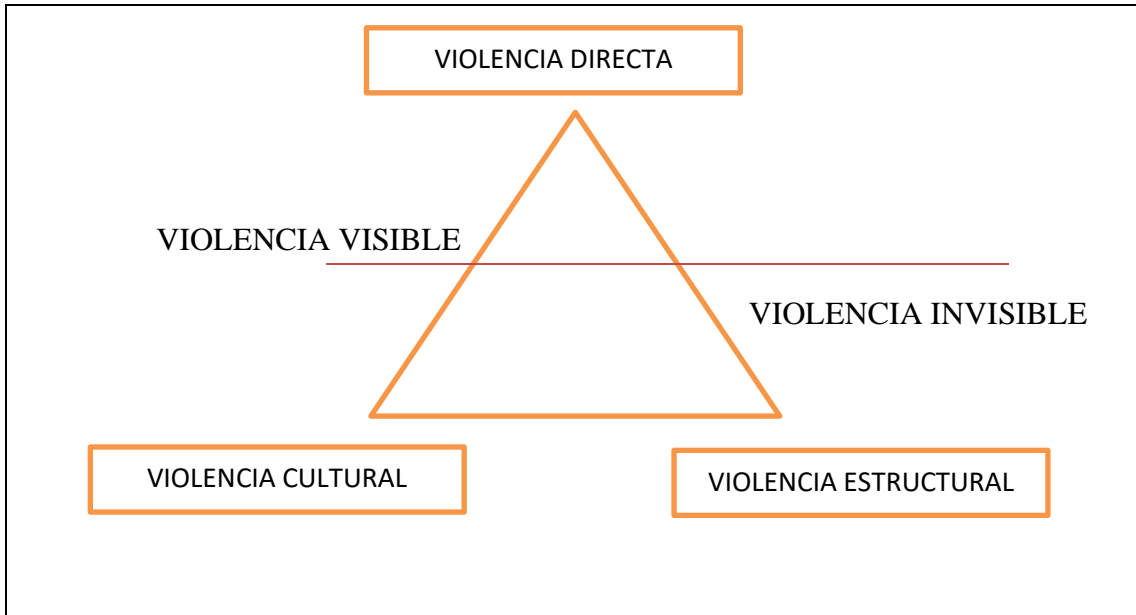 VIOLENCIA DIRECTA
VIOLENCIA VISIBLE
VIOLENCIA INVISIBLE
VIOLENCIA CULTURAL
VIOLENCIA ESTRUCTURAL